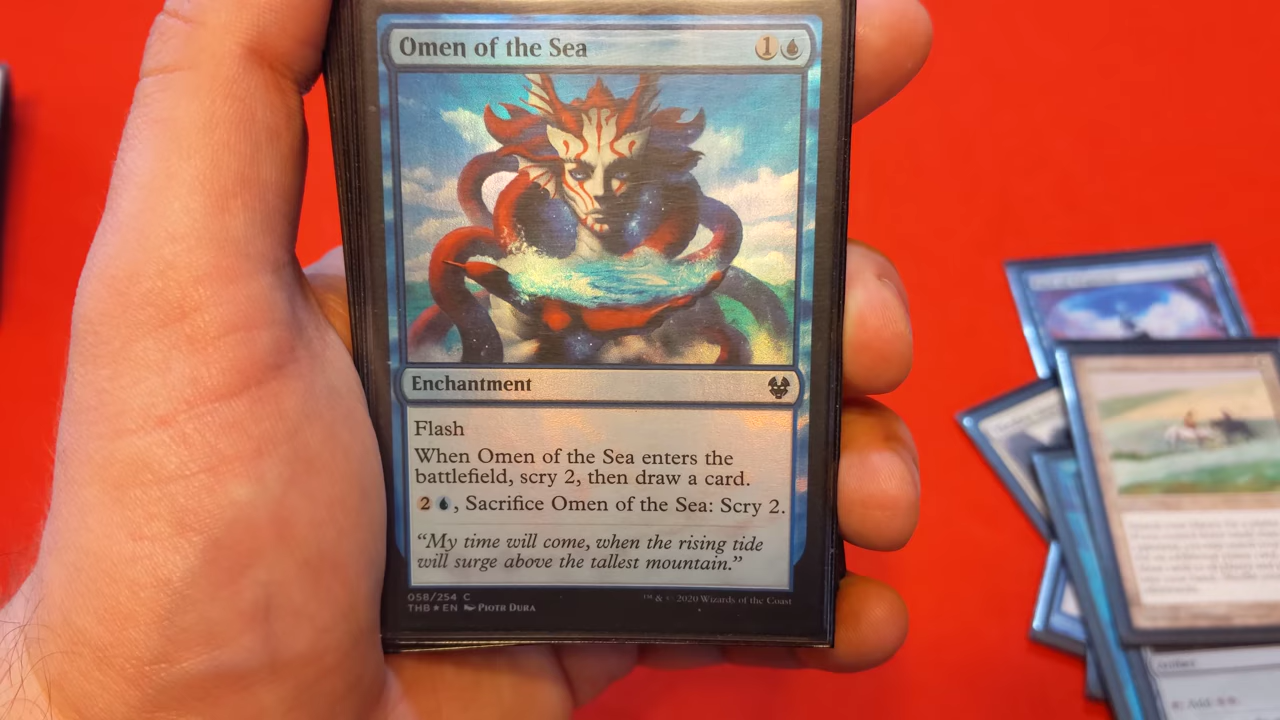 Omen of the Sea 1
Enchantment
Flash
When Omen of the Sea enters the
battlefield, scry 2, then draw a card.
2 , Sacrifice Omen of the Sea: Scry 2.
“My time will come, when the rising tide
will surge above the tallest mountain.”
058/254 C
THB ★ EN Piotr Dura
™ & © 2020 Wizards of the Coast